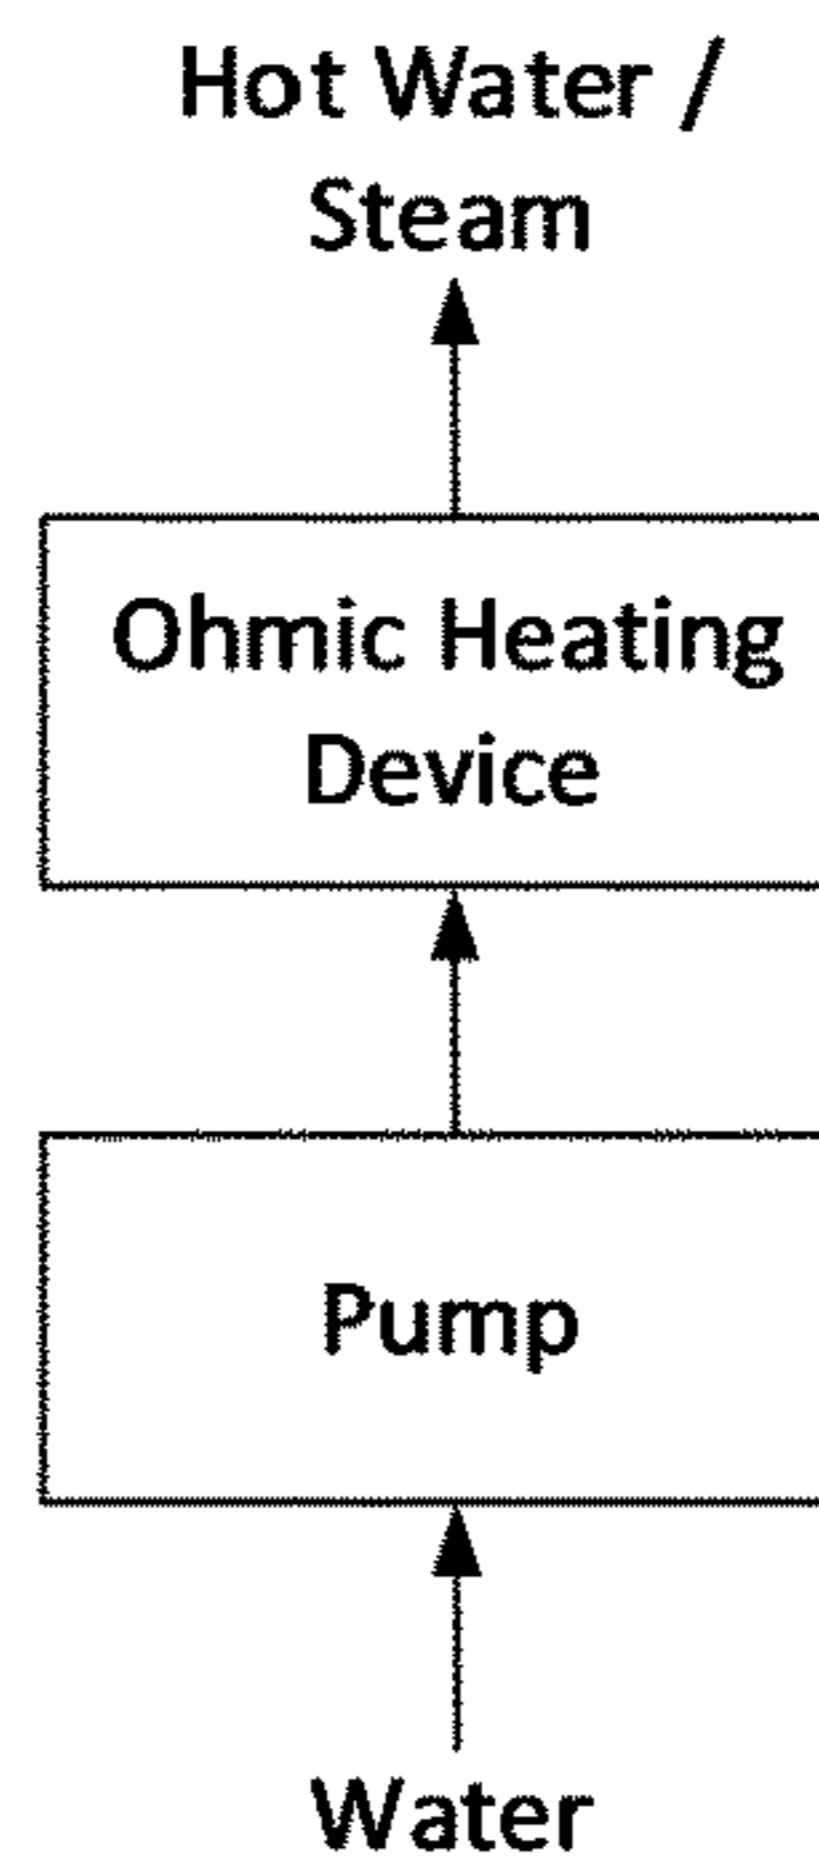 Hot Water /
Steam
Ohmic Heating
Device
Pump
Water